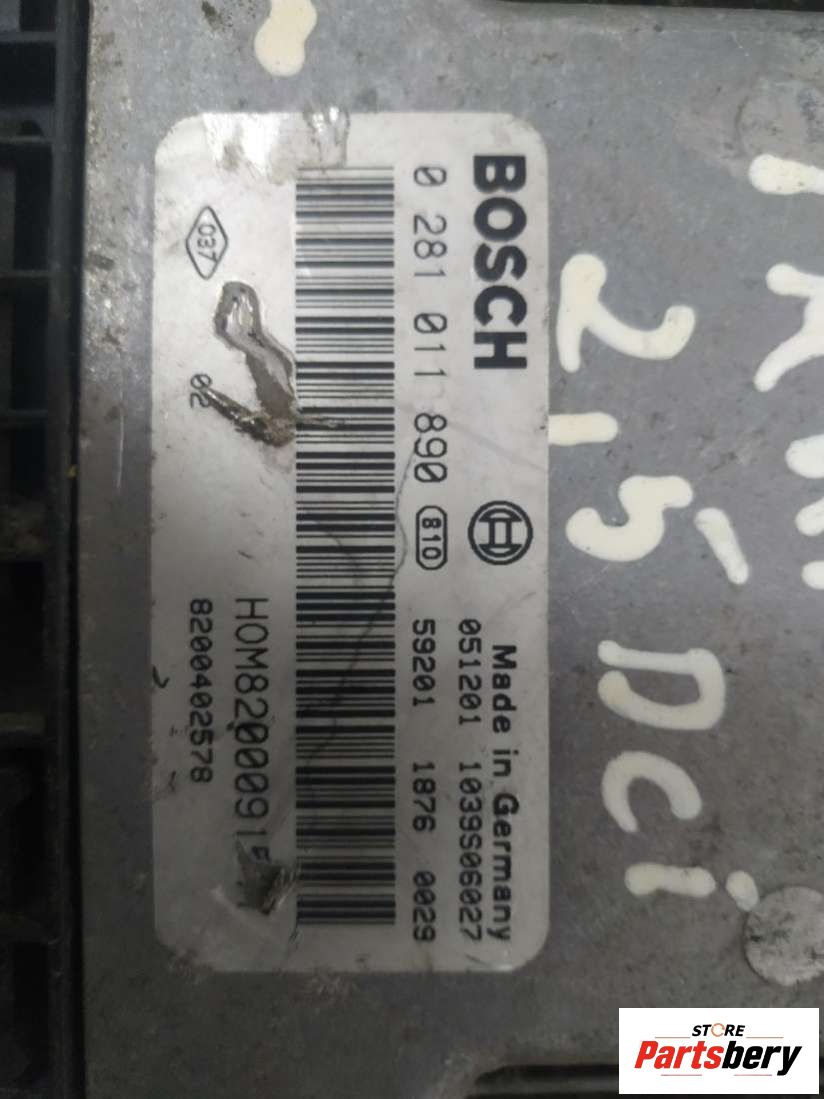 BOSCH
0 281 011 890 810
Made in Germany
051201 1039S06027
59201 1876 0029
037
02
HOM8200091
8200402578
2.5 DCi
STORE
Partsbery